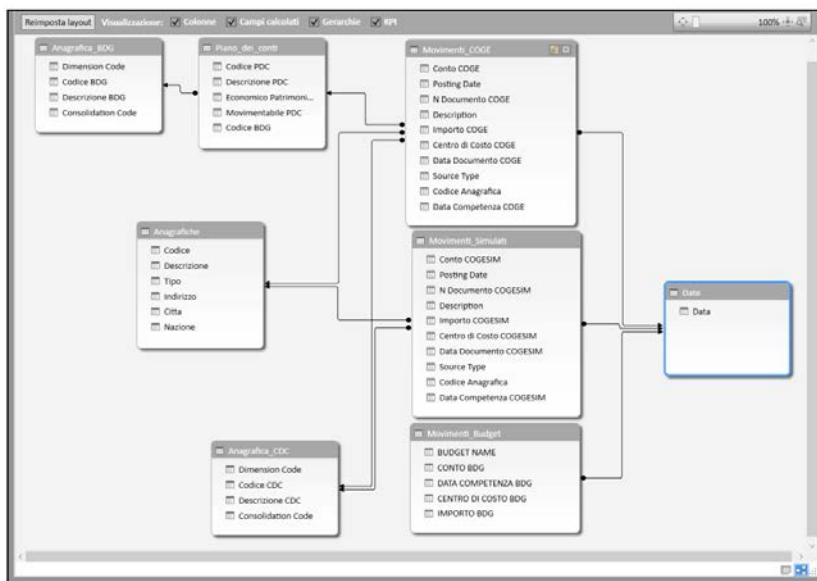 Reimposta layout Visualizzazione: Colonne Campi calcolati Gerarchie KPI 100%
Anagrafica_BDG
Dimension Code
Codice BDG
Descrizione BDG
Consolidation Code
Piano_dei_conti
Codice PDC
Descrizione PDC
Economico Patrimoni...
Movimentabile PDC
Codice BDG
Movimenti_COGE
Conto COGE
Posting Date
N Documento COGE
Description
Importo COGE
Centro di Costo COGE
Data Documento COGE
Source Type
Codice Anagrafica
Data Competenza COGE
Anagrafiche
Codice
Descrizione
Tipo
Indirizzo
Citta
Nazione
Movimenti_Simulati
Conto COGESIM
Posting Date
N Documento COGESIM
Description
Importo COGESIM
Centro di Costo COGESIM
Data Documento COGESIM
Source Type
Codice Anagrafica
Data Competenza COGESIM
Date
Data
Anagrafica_CDC
Dimension Code
Codice CDC
Descrizione CDC
Consolidation Code
Movimenti_Budget
BUDGET NAME
CONTO BDG
DATA COMPETENZA BDG
CENTRO DI COSTO BDG
IMPORTO BDG